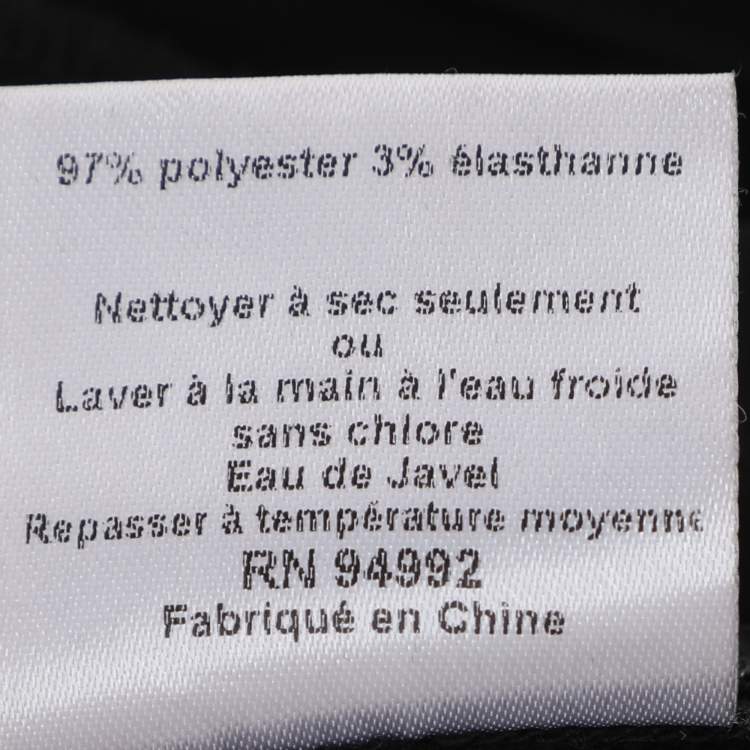 97% polyester 3% élasthanne
Nettoyer à sec seulement
ou
Laver à la main à l'eau froide
sans chlore
Eau de Javel
Repasser à température moyenne
RN 94992
Fabriqué en Chine